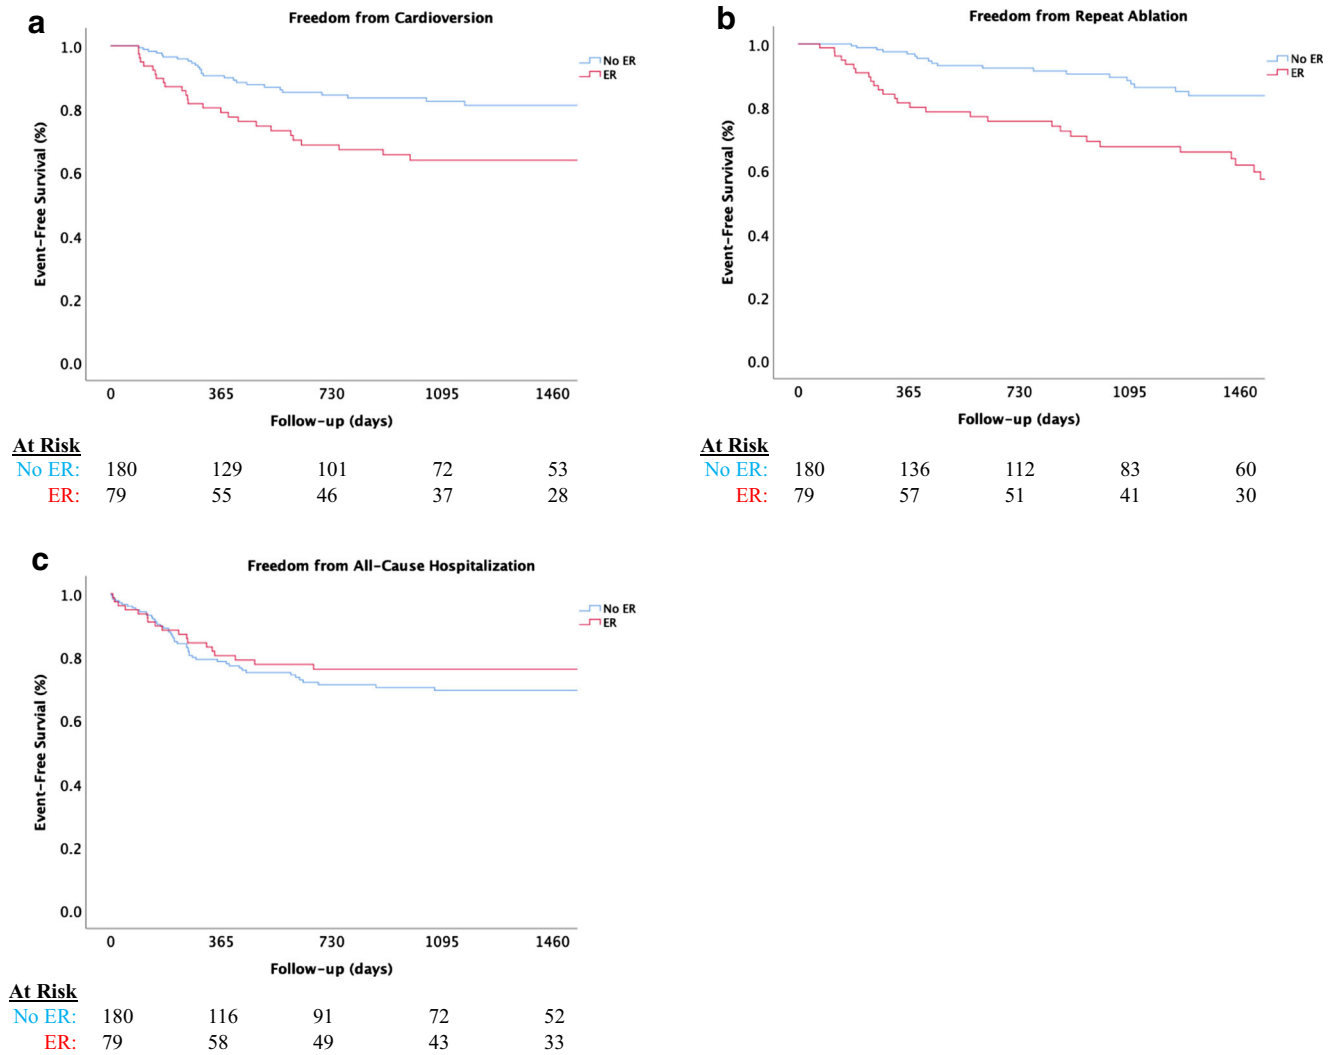 a
Freedom from Cardioversion
No ER
ER
1.0
0.8
0.6
0.4
0.2
0.0
Event-Free Survival (%)
0 365 730 1095 1460
Follow-up (days)
At Risk
No ER: 180 129 101 72 53
ER: 79 55 46 37 28
b
Freedom from Repeat Ablation
No ER
ER
1.0
0.8
0.6
0.4
0.2
0.0
Event-Free Survival (%)
0 365 730 1095 1460
Follow-up (days)
At Risk
No ER: 180 136 112 83 60
ER: 79 57 51 41 30
c
Freedom from All-Cause Hospitalization
No ER
ER
1.0
0.8
0.6
0.4
0.2
0.0
Event-Free Survial (%)
0 365 730 1095 1460
Follow-up (days)
At Risk
No ER: 180 116 91 72 52
ER: 79 58 49 43 33